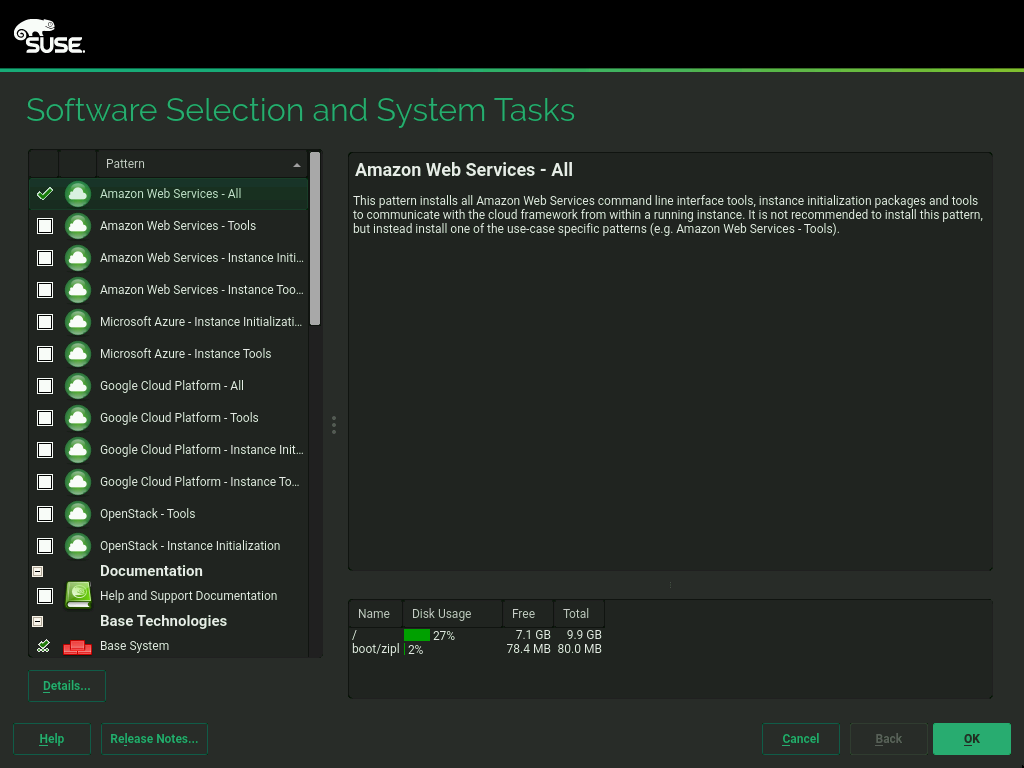 SUSE
Software Selection and System Tasks
Pattern
Amazon Web Services - All
Amazon Web Services - Tools
Amazon Web Services - Instance Initi...
Amazon Web Services - Instance Too...
Microsoft Azure - Instance Initializati...
Microsoft Azure - Instance Tools
Google Cloud Platform - All
Google Cloud Platform - Tools
Google Cloud Platform - Instance Init...
Google Cloud Platform - Instance To...
OpenStack - Tools
OpenStack - Instance Initialization
Documentation
Help and Support Documentation
Base Technologies
Base System
Details...
Amazon Web Services - All
This pattern installs all Amazon Web Services command line interface tools, instance initialization packages and tools
to communicate with the cloud framework from within a running instance. It is not recommended to install this pattern,
but instead install one of the use-case specific patterns (e.g. Amazon Web Services - Tools).
Name Disk Usage Free Total
/ 27% 7.1 GB 9.9 GB
boot/zipl 2% 78.4 MB 80.0 MB
Help Release Notes... Cancel Back OK